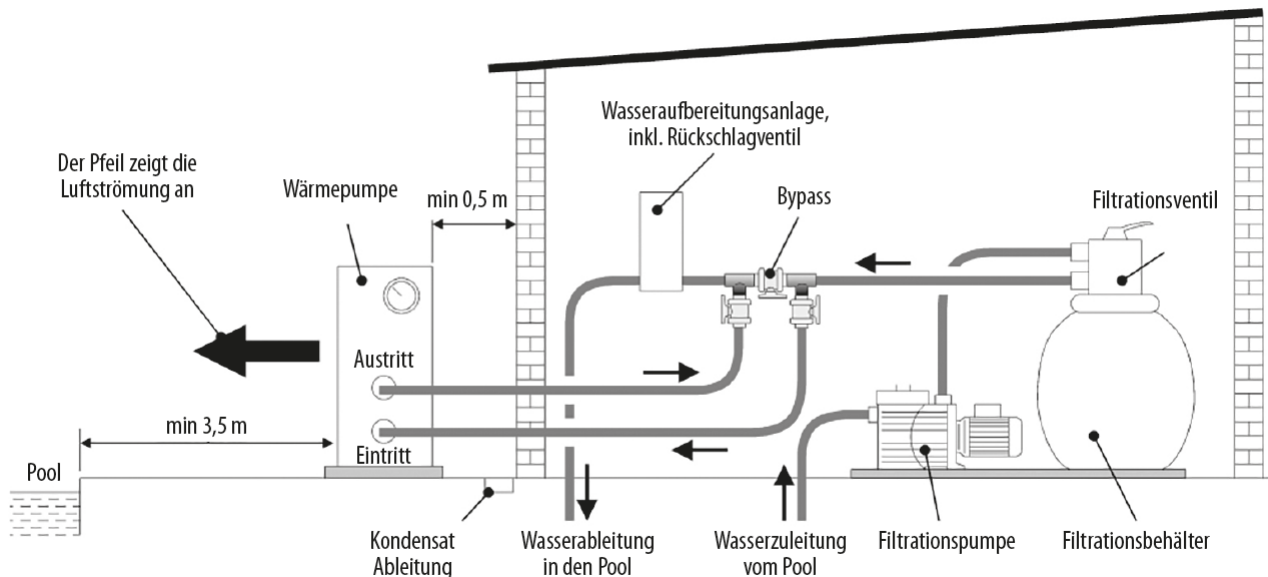 Wasseraufbereitungsanlage,
inkl. Rückschlagventil
Der Pfeil zeigt die
Luftströmung an
Wärmepumpe
min 0,5 m
Bypass
Filtrationsventil
Austritt
min 3,5 m
Eintritt
Pool
Kondensat
Ableitung
Wasserableitung
in den Pool
Wasserzuleitung
vom Pool
Filtrationspumpe
Filtrationsbehälter